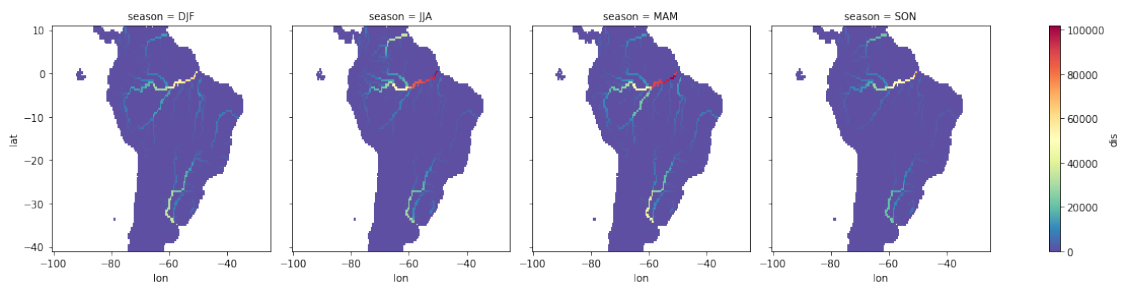 season = DJF
season = JJA
season = MAM
season = SON
10
0
−10
−20
−30
−40
lat
−100 −80 −60 −40
−100 −80 −60 −40
−100 −80 −60 −40
−100 −80 −60 −40
lon
lon
lon
lon
100000
80000
60000
40000
20000
0
dis